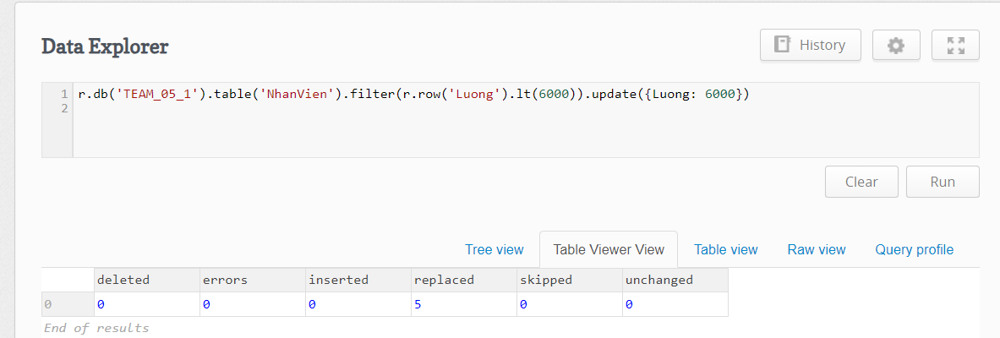 Data Explorer
History
1 r.db('TEAM_05_1').table('NhanVien').filter(r.row('Luong').lt(6000)).update({Luong: 6000})
2
Clear Run
Tree view Table Viewer View Table view Raw view Query profile
deleted errors inserted replaced skipped unchanged
0 0 0 0 5 0 0
End of results